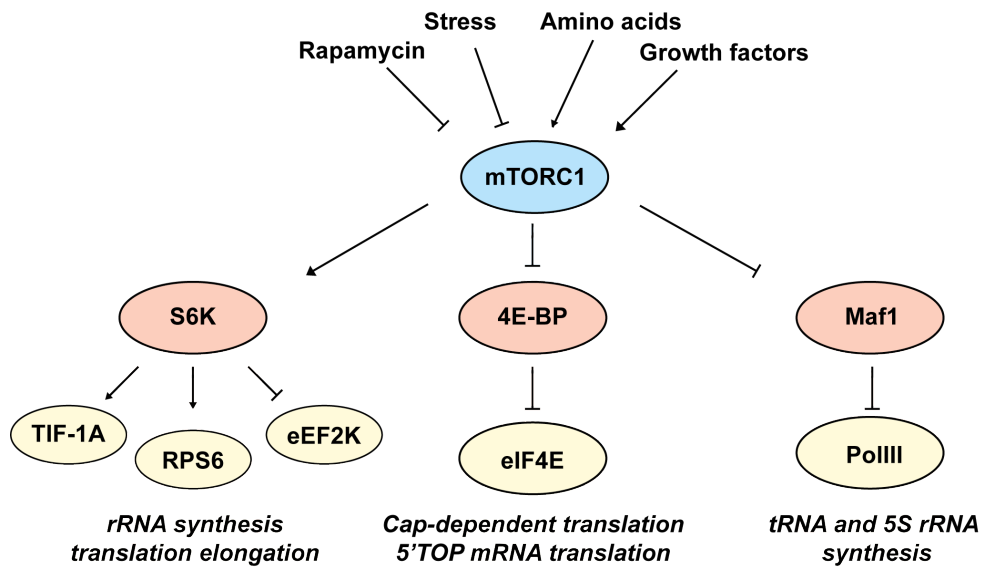 Stress
Amino acids
Rapamycin
Growth factors
mTORC1
S6K
4E-BP
Maf1
TIF-1A
RPS6
eEF2K
eIF4E
PolIII
rRNA synthesis
translation elongation
Cap-dependent translation
5'TOP mRNA translation
tRNA and 5S rRNA
synthesis